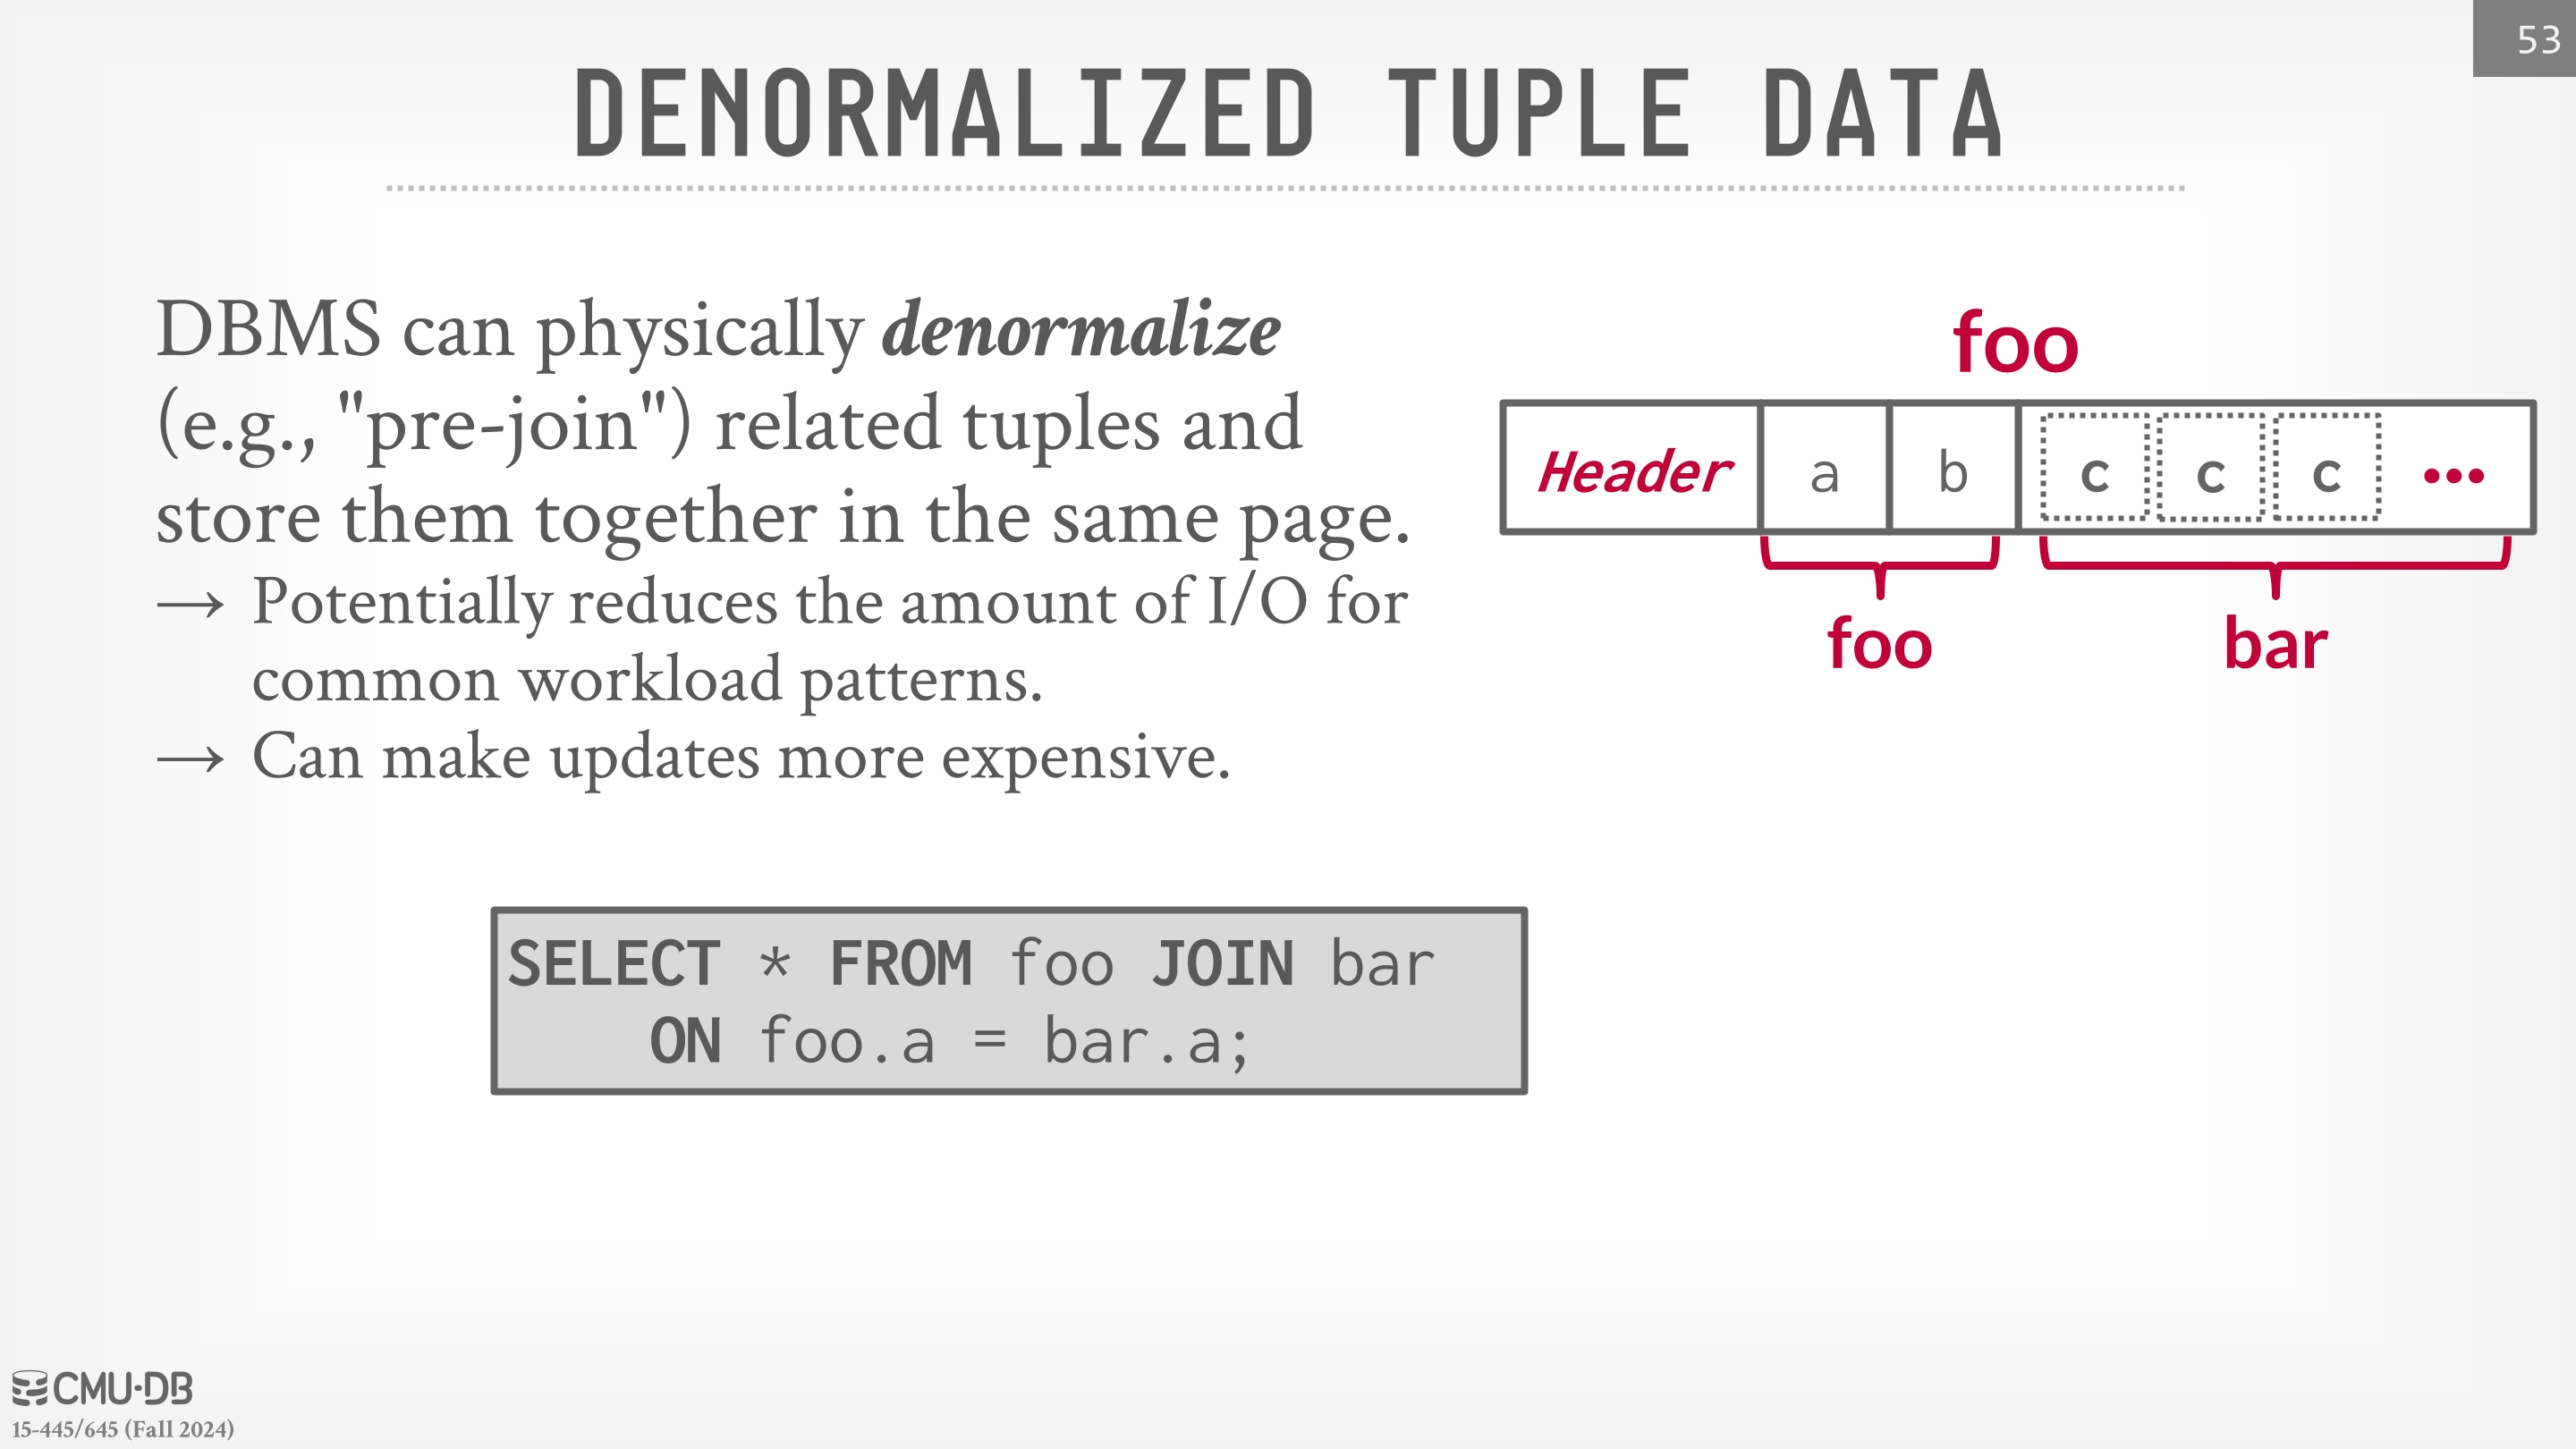 53
DENORMALIZED TUPLE DATA
DBMS can physically denormalize
(e.g., "pre-join") related tuples and
store them together in the same page.
→ Potentially reduces the amount of I/O for
common workload patterns.
→ Can make updates more expensive.
foo
Header a b c c c •••
foo bar
SELECT * FROM foo JOIN bar
ON foo.a = bar.a;
CMU·DB
15-445/645 (Fall 2024)